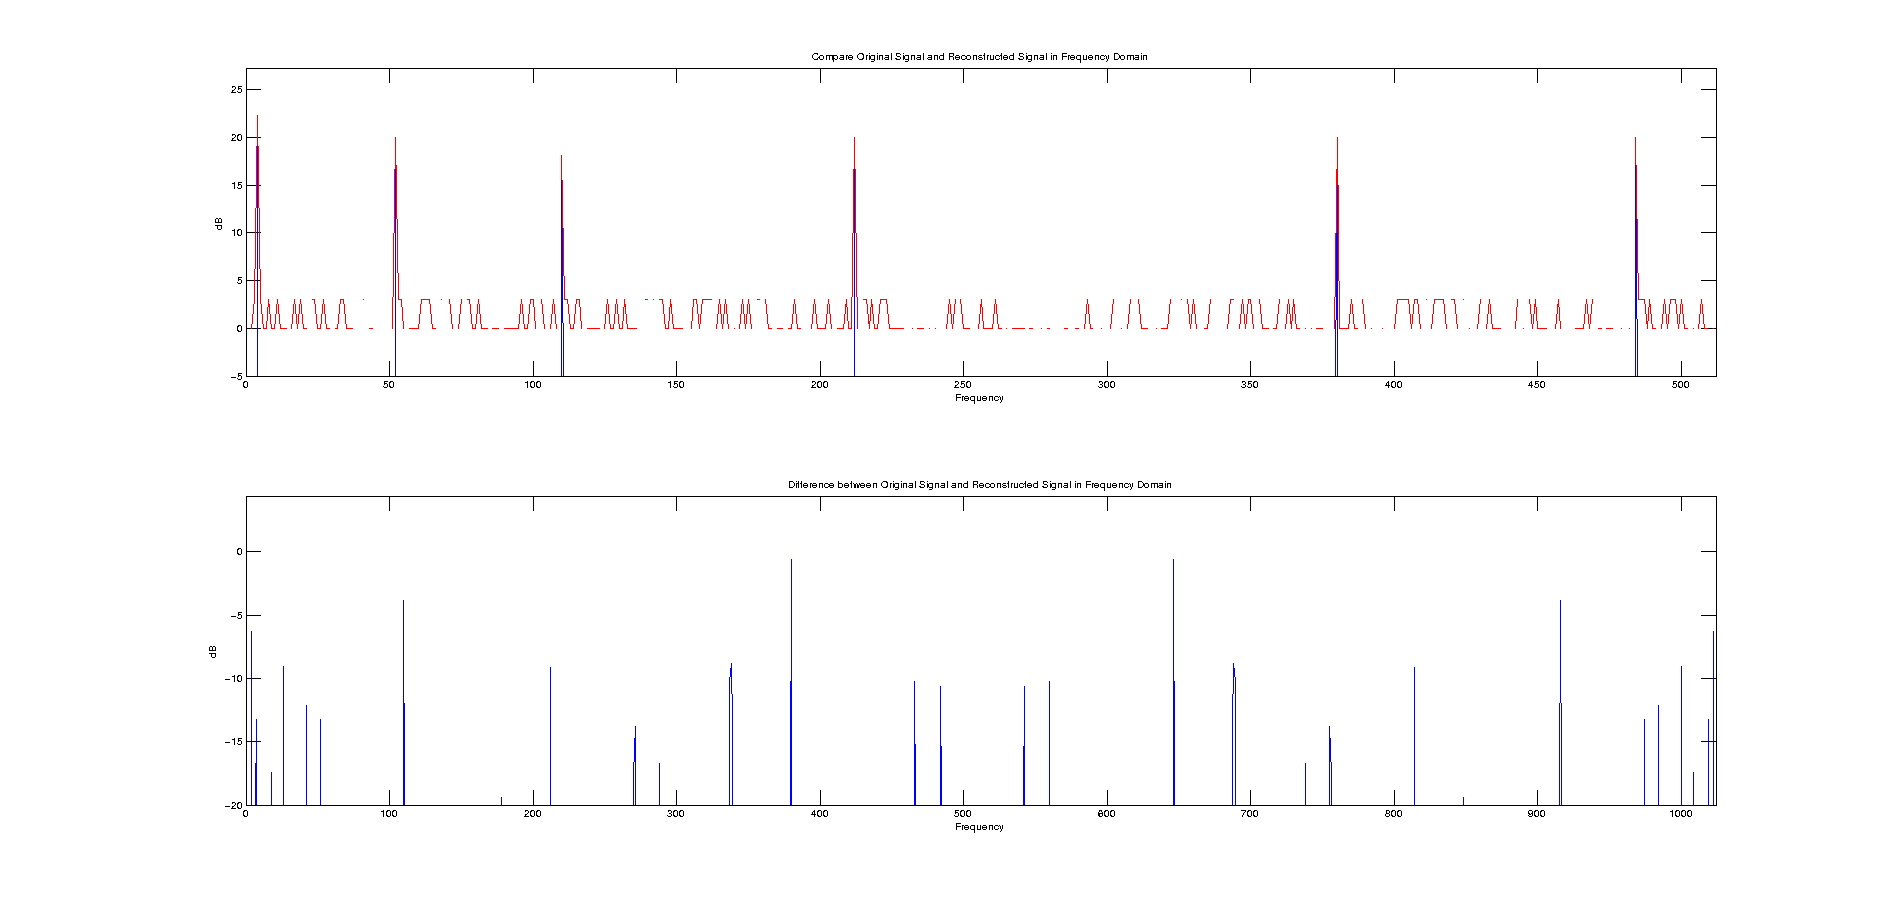 Compare Original Signal and Reconstructed Signal in Frequency Domain
25
20
15
10
5
0
−5
dB
0 50 100 150 200 250 300 350 400 450 500
Frequency
Difference between Original Signal and Reconstructed Signal in Frequency Domain
0
−5
−10
−15
−20
dB
0 100 200 300 400 500 600 700 800 900 1000
Frequency